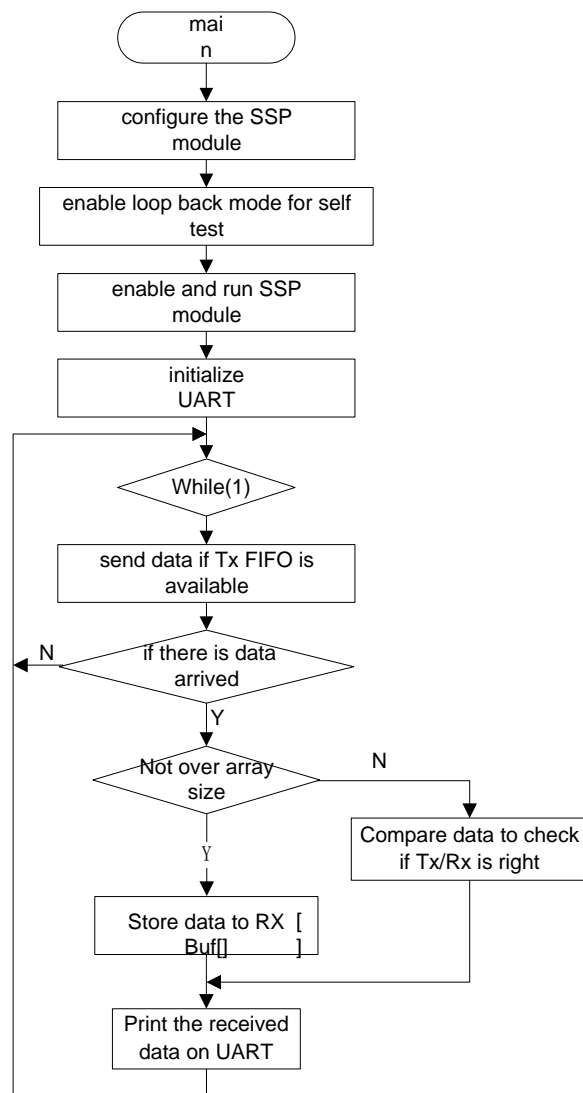 mai
n
configure the SSP
module
enable loop back mode for self
test
enable and run SSP
module
initialize
UART
While(1)
send data if Tx FIFO is
available
N
if there is data
arrived
Y
Not over array
size
N
Y
Compare data to check
if Tx/Rx is right
Store data to RX [
Buf[] ]
Print the received
data on UART